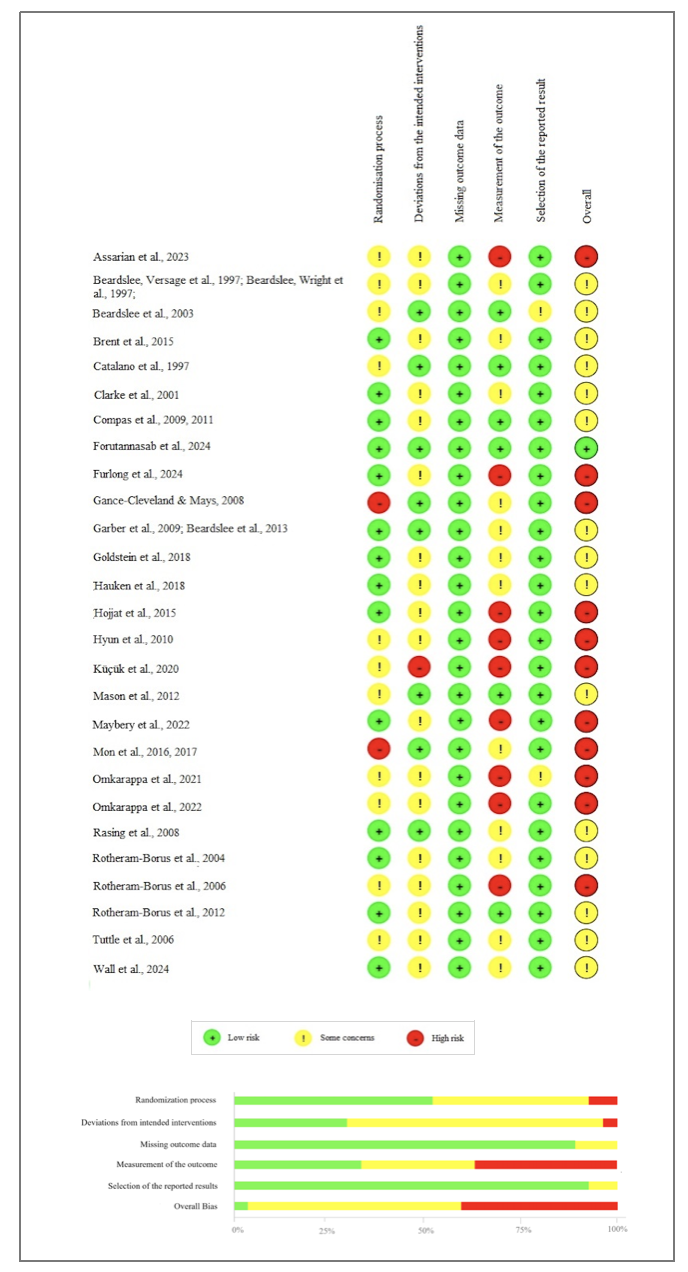 Randomisation process
Deviations from the intended interventions
Missing outcome data
Measurement of the outcome
Selection of the reported result
Overall
Assarian et al., 2023 ! ! + - + -
Beardslee, Versage et al., 1997; Beardslee, Wright et
al., 1997; ! ! + ! + !
Beardslee et al., 2003 ! + + + ! !
Brent et al., 2015 + ! + ! + !
Catalano et al., 1997 ! + + + + !
Clarke et al., 2001 + ! + ! + !
Compas et al., 2009, 2011 + ! + + + !
Forutannasab et al., 2024 + + + + + +
Furlong et al., 2024 + ! + - + -
Gance-Cleveland & Mays, 2008 - + + ! + -
Garber et al., 2009; Beardslee et al., 2013 + + + ! + !
Goldstein et al., 2018 + ! + ! + !
Hauken et al., 2018 + ! + ! + !
Hojjat et al., 2015 + ! + - + -
Hyun et al., 2010 ! ! + - + -
Küçük et al., 2020 ! - + - + -
Mason et al., 2012 ! + + + + !
Maybery et al., 2022 + ! + - + -
Mon et al., 2016, 2017 - + + ! + -
Omkarappa et al., 2021 ! ! + - ! -
Omkarappa et al., 2022 ! ! + - + -
Rasing et al., 2008 + + + ! + !
Rotheram-Borus et al., 2004 + ! + ! + !
Rotheram-Borus et al., 2006 ! ! + - + -
Rotheram-Borus et al., 2012 + ! + + + !
Tuttle et al., 2006 ! ! + ! + !
Wall et al., 2024 + ! + ! + !
+ Low risk ! Some concerns - High risk
Randomization process
Deviations from intended interventions
Missing outcome data
Measurement of the outcome
Selection of the reported results
Overall Bias
0% 25% 50% 75% 100%